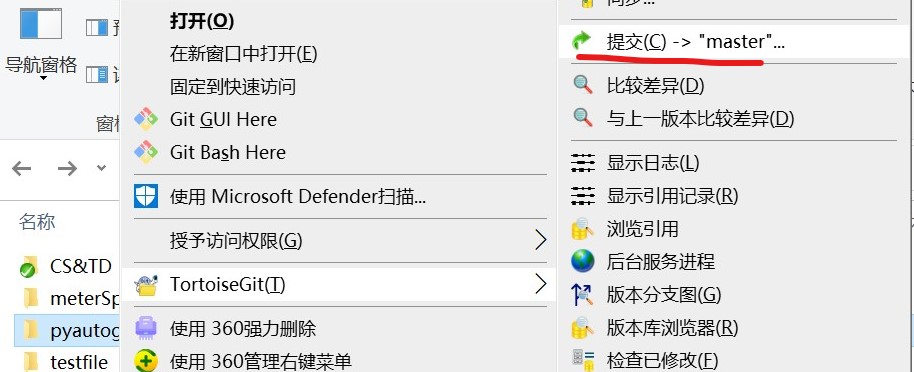 导航窗格
窗
名称
CS&TD
meterSp
pyautog
testfile
打开(O)
在新窗口中打开(E)
固定到快速访问
Git GUI Here
Git Bash Here
使用 Microsoft Defender扫描...
授予访问权限(G)
TortoiseGit(T)
使用 360强力删除
使用 360管理右键菜单
提交(C) -> "master"...
比较差异(D)
与上一版本比较差异(D)
显示日志(L)
显示引用记录(R)
浏览引用
后台服务进程
版本分支图(G)
版本库浏览器(R)
检查已修改(F)